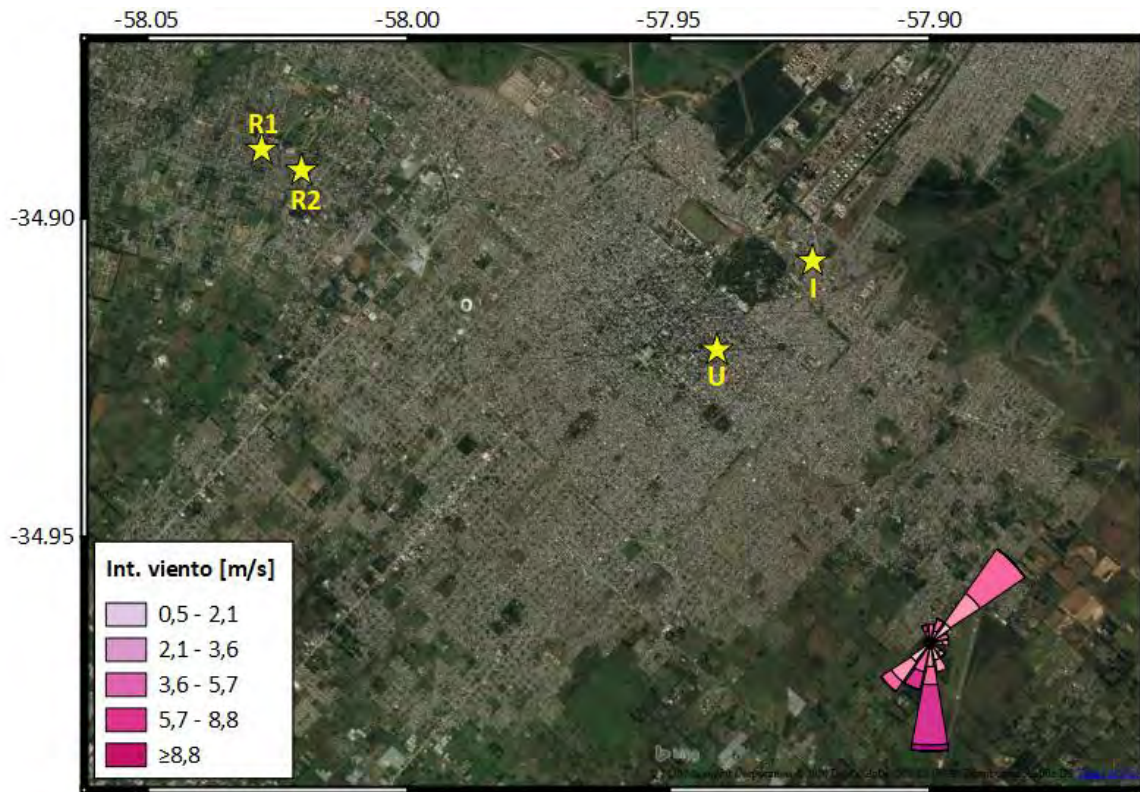 -58.05 -58.00 -57.95 -57.90
R1
R2
-34.90
I
U
-34.95
Int. viento [m/s]
0,5 - 2,1
2,1 - 3,6
3,6 - 5,7
5,7 - 8,8
≥8,8